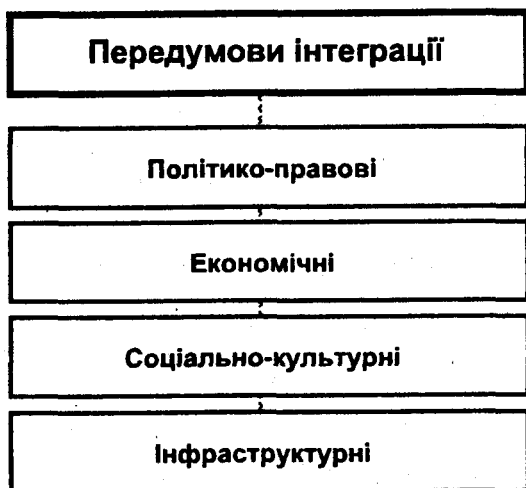 Передумови інтеграції
Політико-правові
Економічні
Соціально-культурні
Інфраструктурні